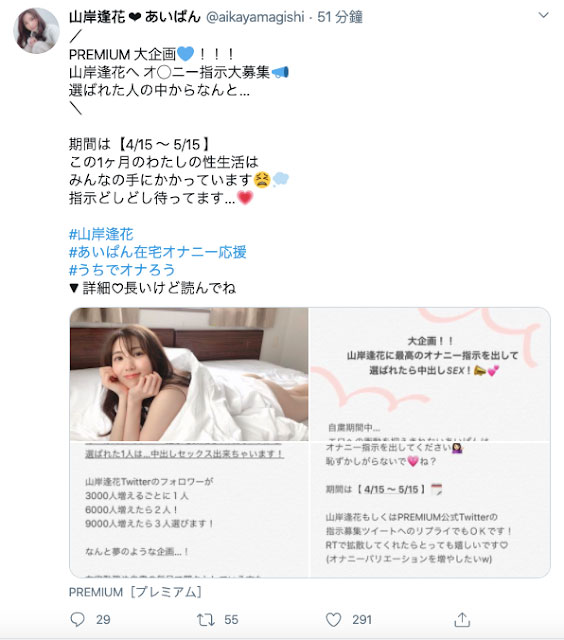 山岸逢花 ❤ あいぱん @aikayamagishi · 51 分鐘
／
PREMIUM 大企画💙！！！
山岸逢花へ オ◯ニー指示大募集📣
選ばれた人の中からなんと...
＼
期間は【4/15 〜 5/15 】
この1ヶ月のわたしの性生活は
みんなの手にかかっています😫💭
指示どしどし待ってます...💗
#山岸逢花
#あいぱん在宅オナニー応援
#うちでオナろう
▼詳細♡長いけど読んでね
大企画！！
山岸逢花に最高のオナニー指示を出して
選ばれたら中出しSEX！📣💕
自粛期間中...
選ばれた1人は...中出しセックス出来ちゃいます！
山岸逢花Twitterのフォロワーが
3000人増えるごとに１人
6000人増えたら２人！
9000人増えたら３人選びます！
なんと夢のような企画...！
オナニー指示を出してください🙋🏻‍♀️
恥ずかしがらないで💗ね？
期間は【 4/15 〜 5/15 】🗓
山岸逢花もしくはPREMIUM公式Twitterの
指示募集ツイートへのリプライでもＯＫです！
RTで拡散してくれたらとっても嬉しいです♡
(オナニーバリエーションを増やしたいw)
PREMIUM［プレミアム］
29 55 291